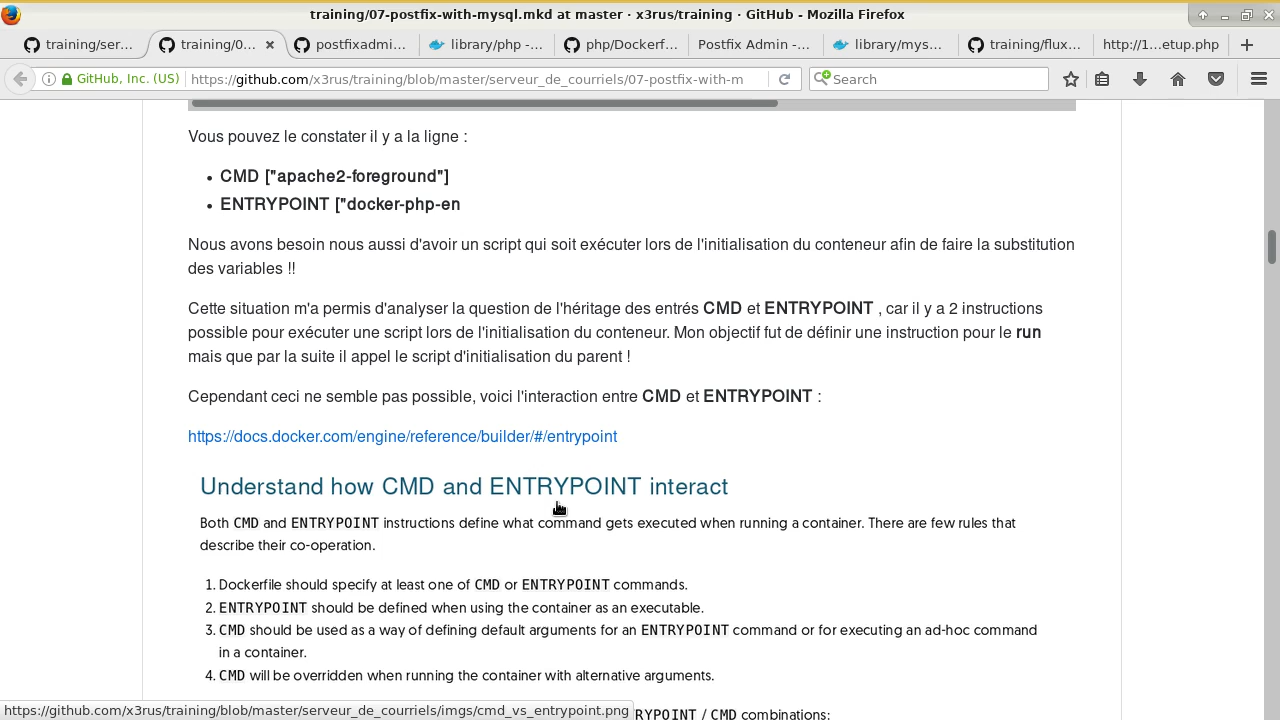 training/07-postfix-with-mysql.mkd at master · x3rus/training · GitHub - Mozilla Firefox
training/ser... training/0... postfixadmi... library/php -... php/Dockerf... Postfix Admin -... library/mys... training/flux... http://1...etup.php
GitHub, Inc. (US) https://github.com/x3rus/training/blob/master/serveur_de_courriels/07-postfix-with-m Search
Vous pouvez le constater il y a la ligne :
• CMD ["apache2-foreground"]
• ENTRYPOINT ["docker-php-en
Nous avons besoin nous aussi d'avoir un script qui soit exécuter lors de l'initialisation du conteneur afin de faire la substitution
des variables !!
Cette situation m'a permis d'analyser la question de l'héritage des entrés CMD et ENTRYPOINT , car il y a 2 instructions
possible pour exécuter une script lors de l'initialisation du conteneur. Mon objectif fut de définir une instruction pour le run
mais que par la suite il appel le script d'initialisation du parent !
Cependant ceci ne semble pas possible, voici l'interaction entre CMD et ENTRYPOINT :
https://docs.docker.com/engine/reference/builder/#/entrypoint
Understand how CMD and ENTRYPOINT interact
Both CMD and ENTRYPOINT instructions define what command gets executed when running a container. There are few rules that
describe their co-operation.
1. Dockerfile should specify at least one of CMD or ENTRYPOINT commands.
2. ENTRYPOINT should be defined when using the container as an executable.
3. CMD should be used as a way of defining default arguments for an ENTRYPOINT command or for executing an ad-hoc command
in a container.
4. CMD will be overridden when running the container with alternative arguments.
https://github.com/x3rus/training/blob/master/serveur_de_courriels/imgs/cmd_vs_entrypoint.png RYPOINT / CMD combinations: